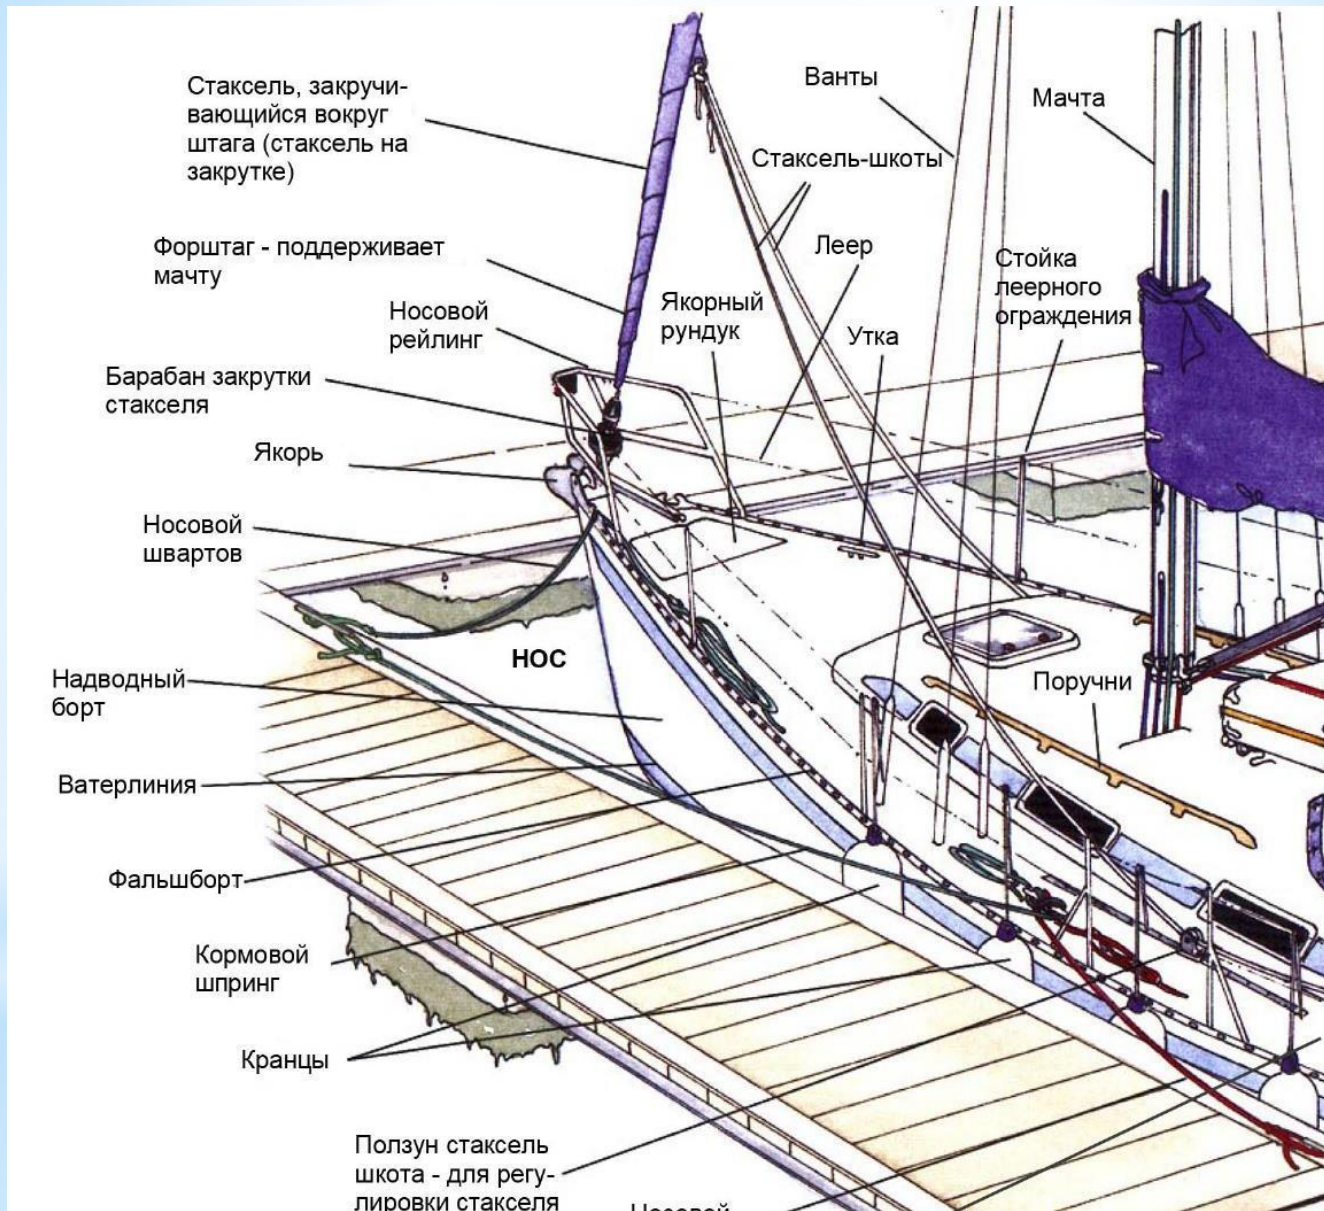 Стаксель, закручи-
вающийся вокруг
штага (стаксель на
закрутке)
Ванты
Мачта
Стаксель-шкоты
Форштаг - поддерживает
мачту
Леер
Стойка
леерного
ограждения
Носовой
рейлинг
Якорный
рундук
Утка
Барабан закрутки
стакселя
Якорь
Носовой
швартов
НОС
Надводный
борт
Поручни
Ватерлиния
Фальшборт
Кормовой
шпринг
Кранцы
Ползун стаксель
шкота - для регу-
лировки стакселя
Носовой